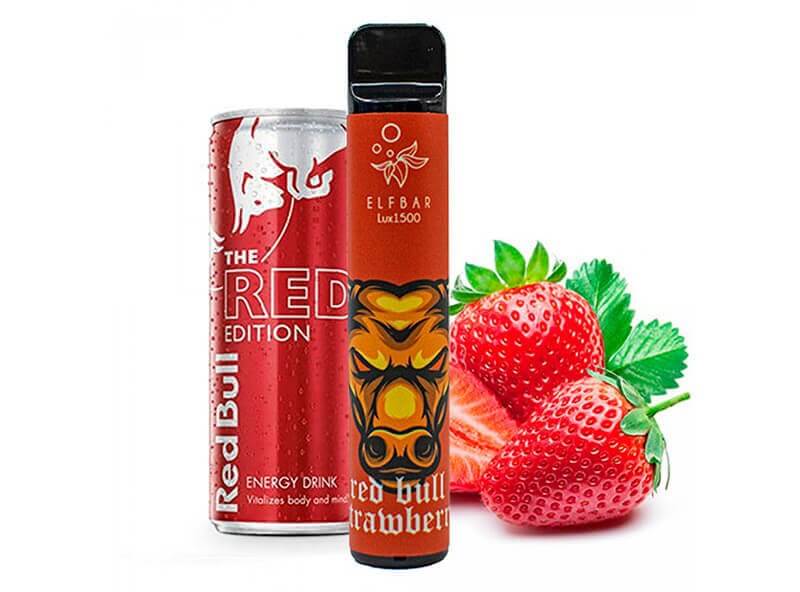 THE
RED
EDITION
Red Bull
ENERGY DRINK
Vitalizes body and mind
ELFBAR
Lux1500
red bull
trawberr